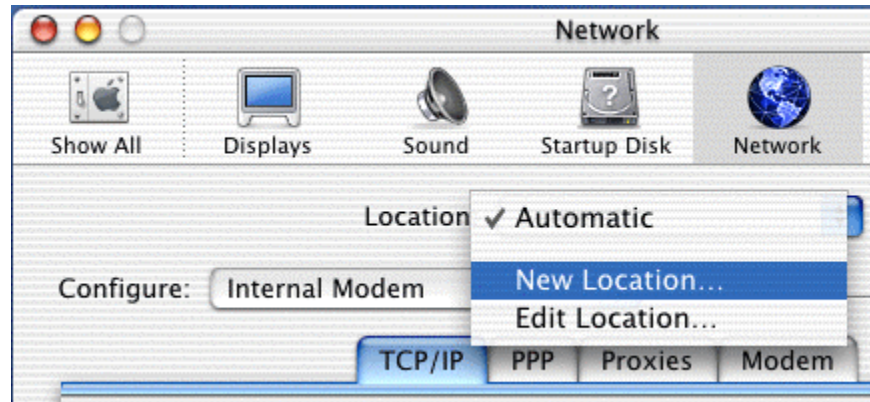 Network
Show All Displays Sound Startup Disk Network
Location ✓ Automatic
New Location...
Configure: Internal Modem
Edit Location...
TCP/IP PPP Proxies Modem